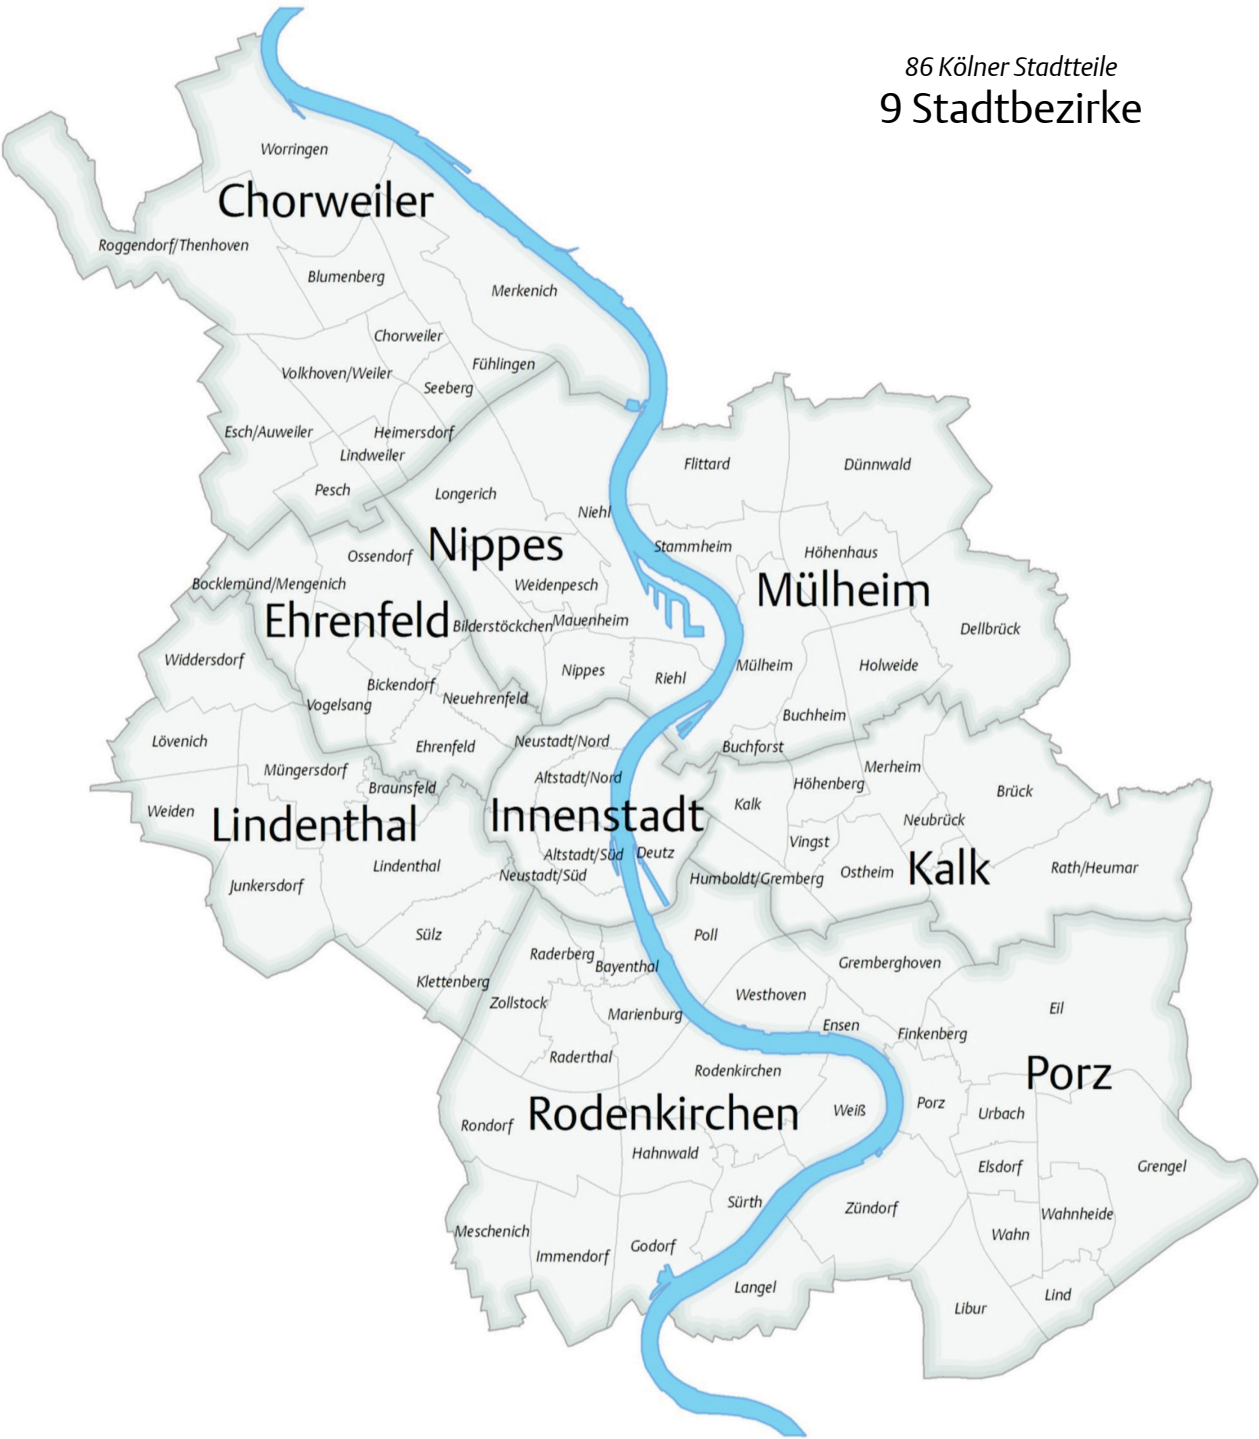 86 Kölner Stadtteile
9 Stadtbezirke
Worringen
Chorweiler
Roggendorf/Thenhoven
Blumenberg
Merkenich
Chorweiler
Fühlingen
Volkhoven/Weiler
Seeberg
Esch/Auweiler
Heimersdorf
Lindweiler
Pesch
Longerich
Niehl
Nippes
Weidenpesch
Bilderstöckchen
Mauenheim
Nippes
Riehl
Flittard
Dünnwald
Stammheim
Höhenhaus
Mülheim
Dellbrück
Mülheim
Holweide
Buchheim
Buchforst
Ossendorf
Bocklemünd/Mengenich
Ehrenfeld
Bickendorf
Vogelsang
Neuehrenfeld
Ehrenfeld
Widdersdorf
Lövenich
Müngersdorf
Braunsfeld
Weiden
Lindenthal
Lindenthal
Junkersdorf
Sülz
Klettenberg
Neustadt/Nord
Altstadt/Nord
Innenstadt
Altstadt/Süd
Deutz
Neustadt/Süd
Merheim
Höhenberg
Brück
Kalk
Neubrück
Vingst
Kalk
Rath/Heumar
Ostheim
Humboldt/Gremberg
Raderberg
Bayenthal
Zollstock
Marienburg
Raderthal
Rodenkirchen
Rodenkirchen
Weiß
Rondorf
Hahnwald
Sürth
Meschenich
Immendorf
Godorf
Poll
Gremberghoven
Westhoven
Eil
Ensen
Finkenberg
Porz
Porz
Urbach
Elsdorf
Grengel
Zündorf
Wahnheide
Wahn
Langel
Lind
Libur